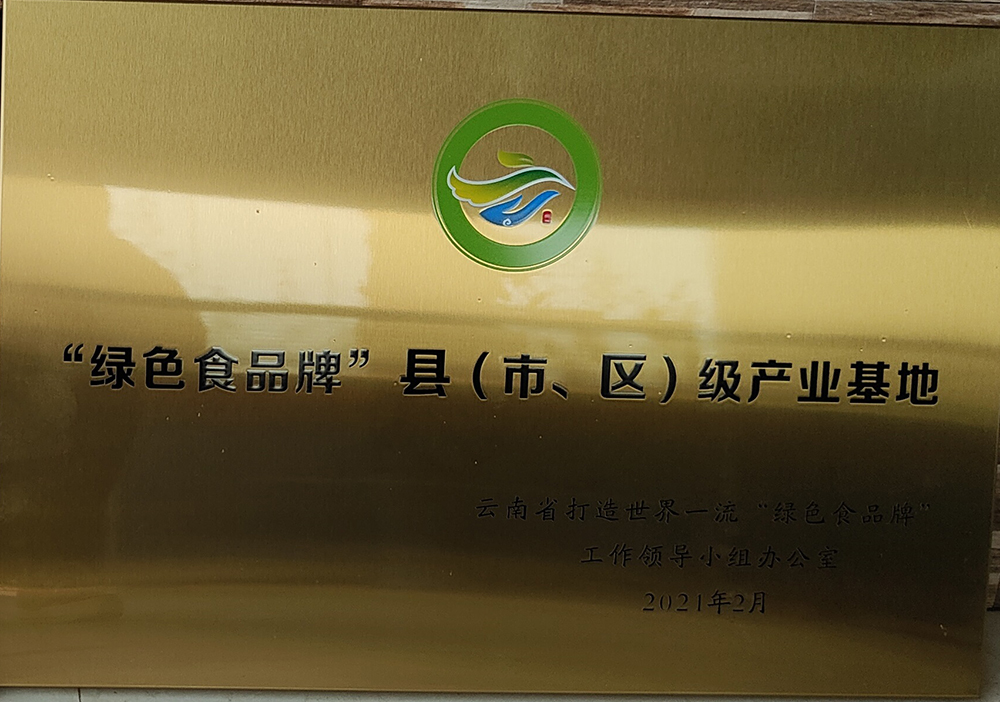 “绿色食品牌”县（市、区）级产业基地
云南省打造世界一流“绿色食品牌”
工作领导小组办公室
2021年2月